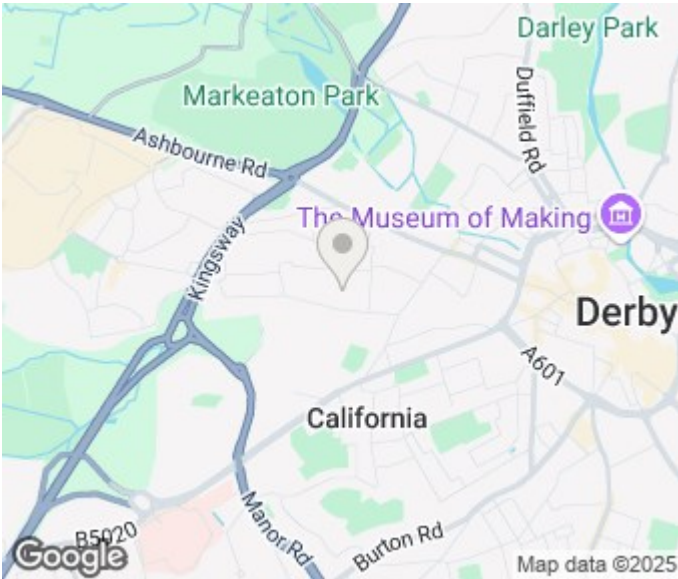 Darley Park
Markeaton Park
Duffield Rd
Ashbourne Rd
The Museum of Making
Kingsway
Derby
A601
California
Manor Rd
B5020
Burton Rd
Google
Map data ©2025